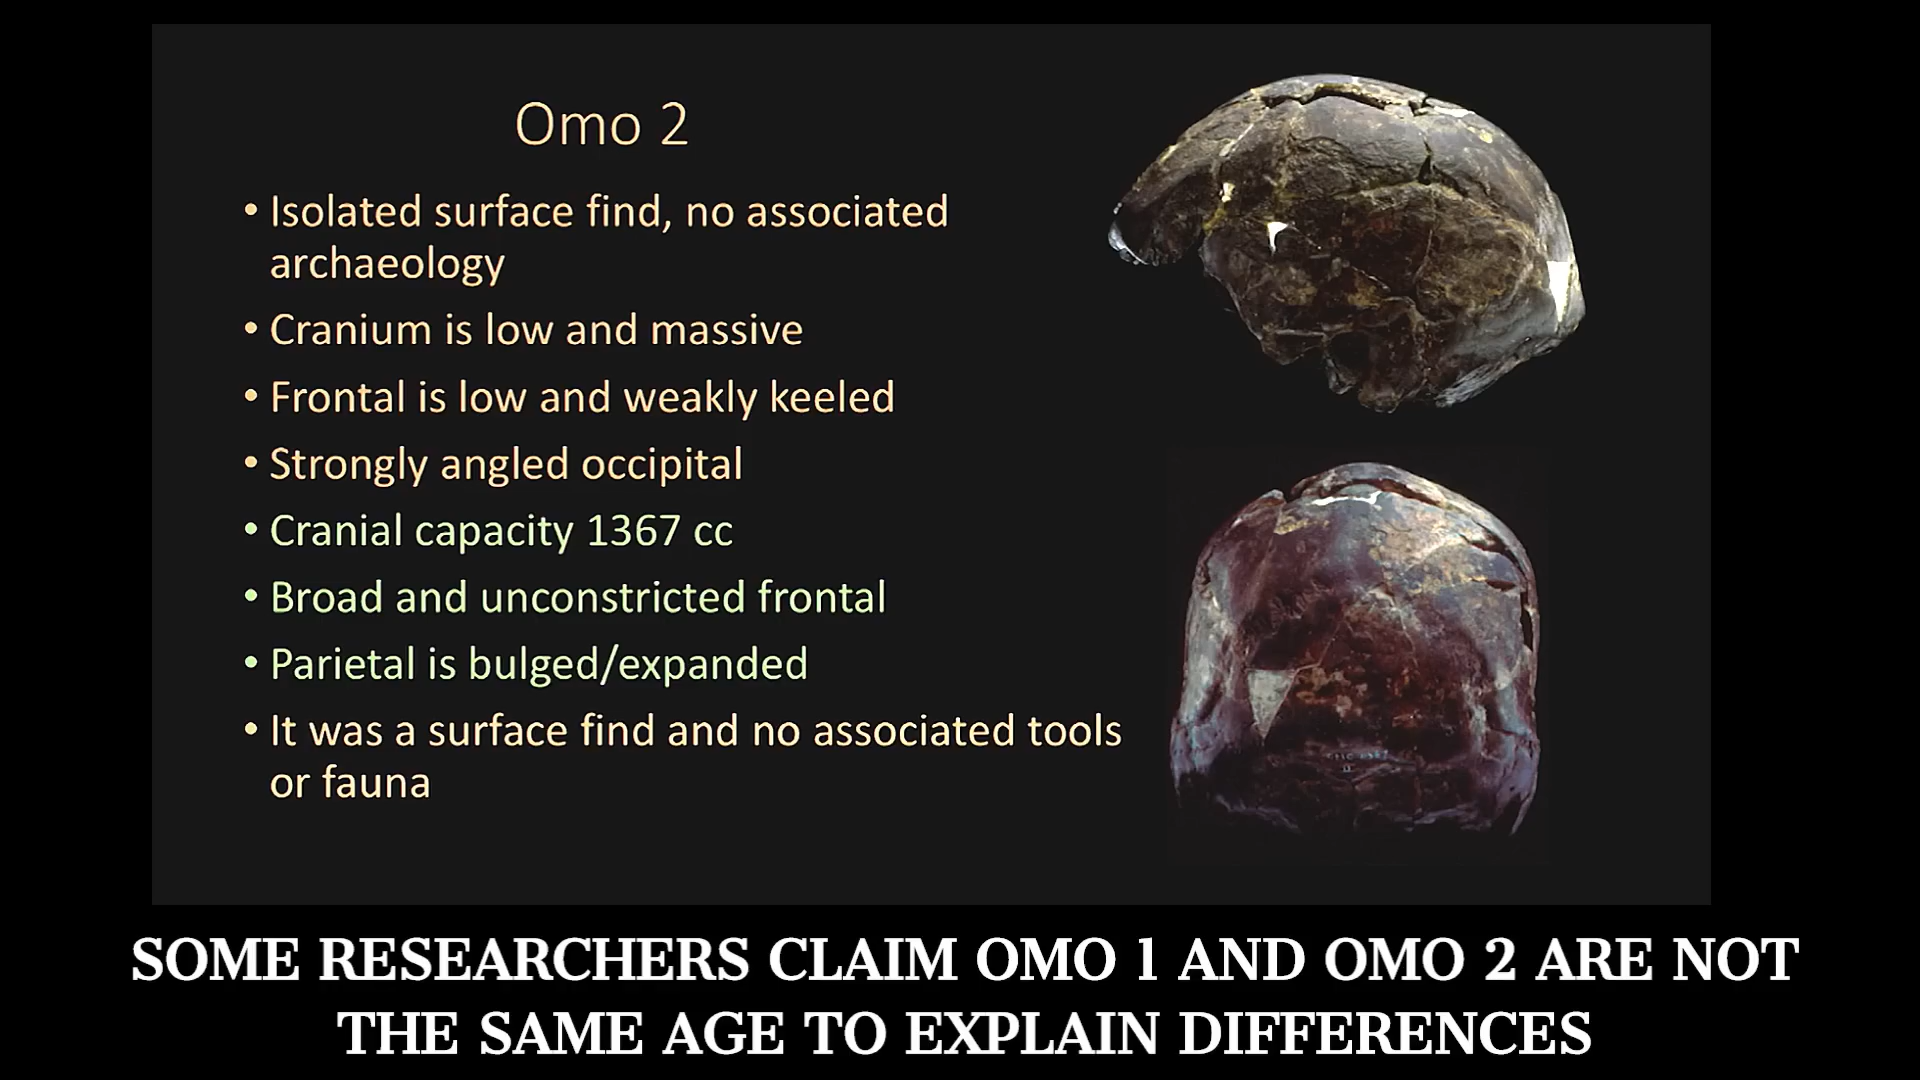 Omo 2
• Isolated surface find, no associated
archaeology
• Cranium is low and massive
• Frontal is low and weakly keeled
• Strongly angled occipital
• Cranial capacity 1367 cc
• Broad and unconstricted frontal
• Parietal is bulged/expanded
• It was a surface find and no associated tools
or fauna
SOME RESEARCHERS CLAIM OMO 1 AND OMO 2 ARE NOT
THE SAME AGE TO EXPLAIN DIFFERENCES